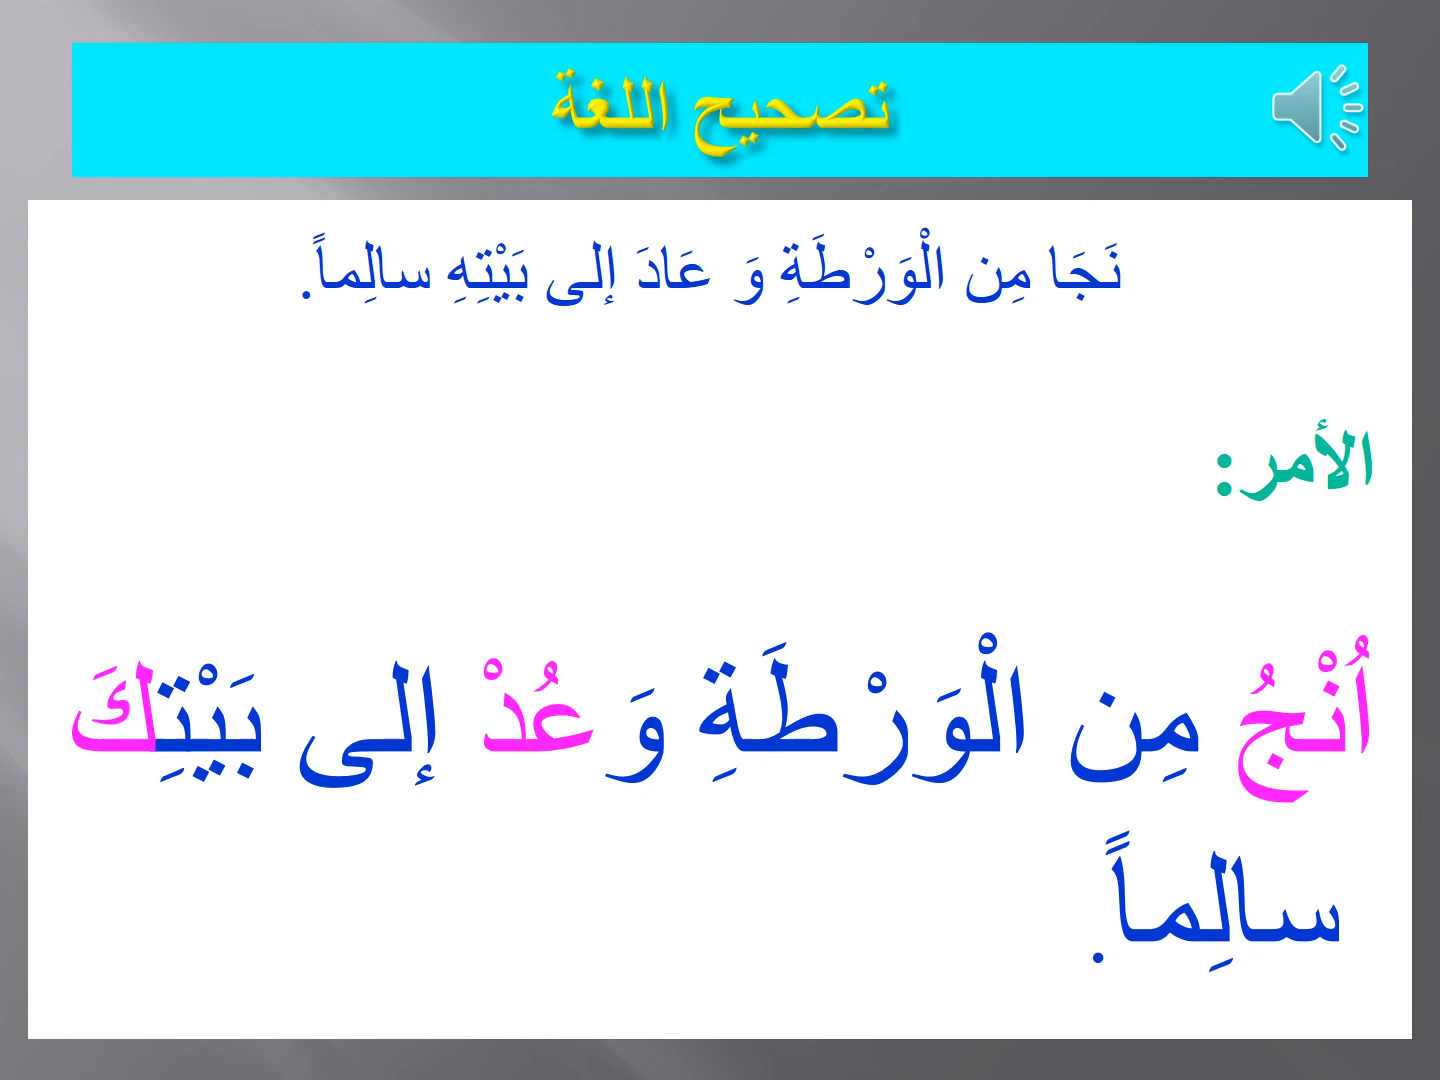 تصحيح اللغة
نَجَا مِن الْوَرْطَةِ وَ عَادَ إلى بَيْتِهِ سالِماً.
الأمر:
اُنْجُ مِن الْوَرْطَةِ وَ عُدْ إلى بَيْتِكَ
سالِماً.